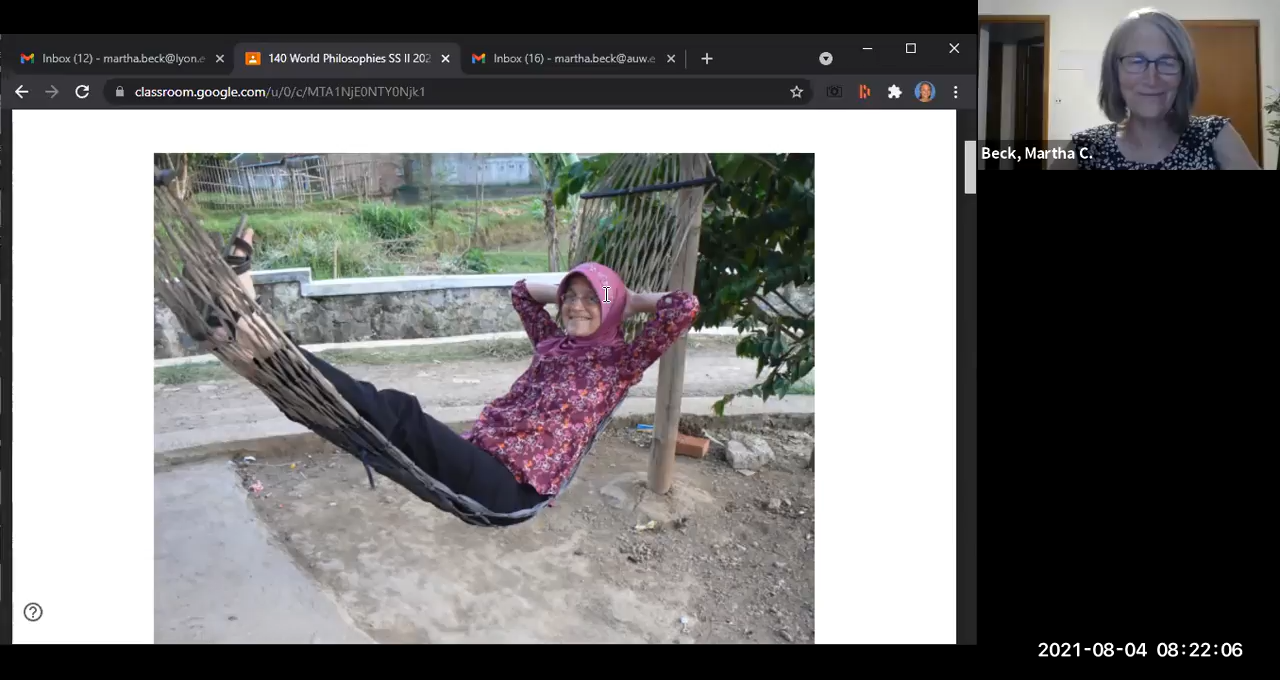 Inbox (12) - martha.beck@lyon.e
140 World Philosophies SS II 202
Inbox (16) - martha.beck@auw.e
classroom.google.com/u/0/c/MTA1NjE0NTY0Njk1
Beck, Martha C.
2021-08-04 08:22:06